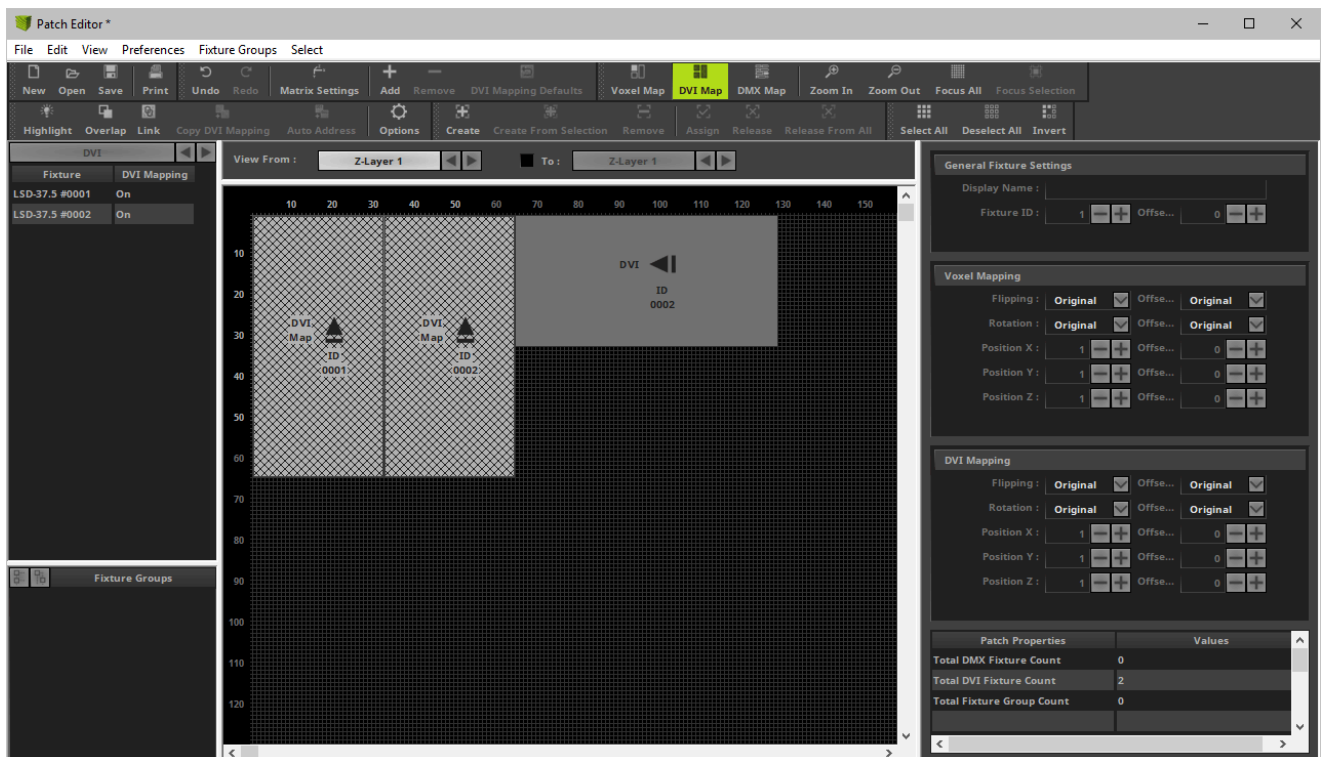 Patch Editor *
File Edit View Preferences Fixture Groups Select
New Open Save Print Undo Redo Matrix Settings Add Remove DVI Mapping Defaults Voxel Map DVI Map DMX Map Zoom In Zoom Out Focus All Focus Selection
Highlight Overlap Link Copy DVI Mapping Auto Address Options Create Create From Selection Remove Assign Release Release From All Select All Deselect All Invert
DVI
Fixture DVI Mapping
LSD-37.5 #0001 On
LSD-37.5 #0002 On
Fixture Groups
View From : Z-Layer 1 To : Z-Layer 1
10 20 30 40 50 60 70 80 90 100 110 120 130 140 150
10
20
30
40
50
60
70
80
90
100
110
120
DVI
Map
ID
0001
DVI
Map
ID
0002
DVI
ID
0002
General Fixture Settings
Display Name :
Fixture ID : 1 Offse... 0
Voxel Mapping
Flipping : Original Offse... Original
Rotation : Original Offse... Original
Position X : 1 Offse... 0
Position Y : 1 Offse... 0
Position Z : 1 Offse... 0
DVI Mapping
Flipping : Original Offse... Original
Rotation : Original Offse... Original
Position X : 1 Offse... 0
Position Y : 1 Offse... 0
Position Z : 1 Offse... 0
Patch Properties Values
Total DMX Fixture Count 0
Total DVI Fixture Count 2
Total Fixture Group Count 0